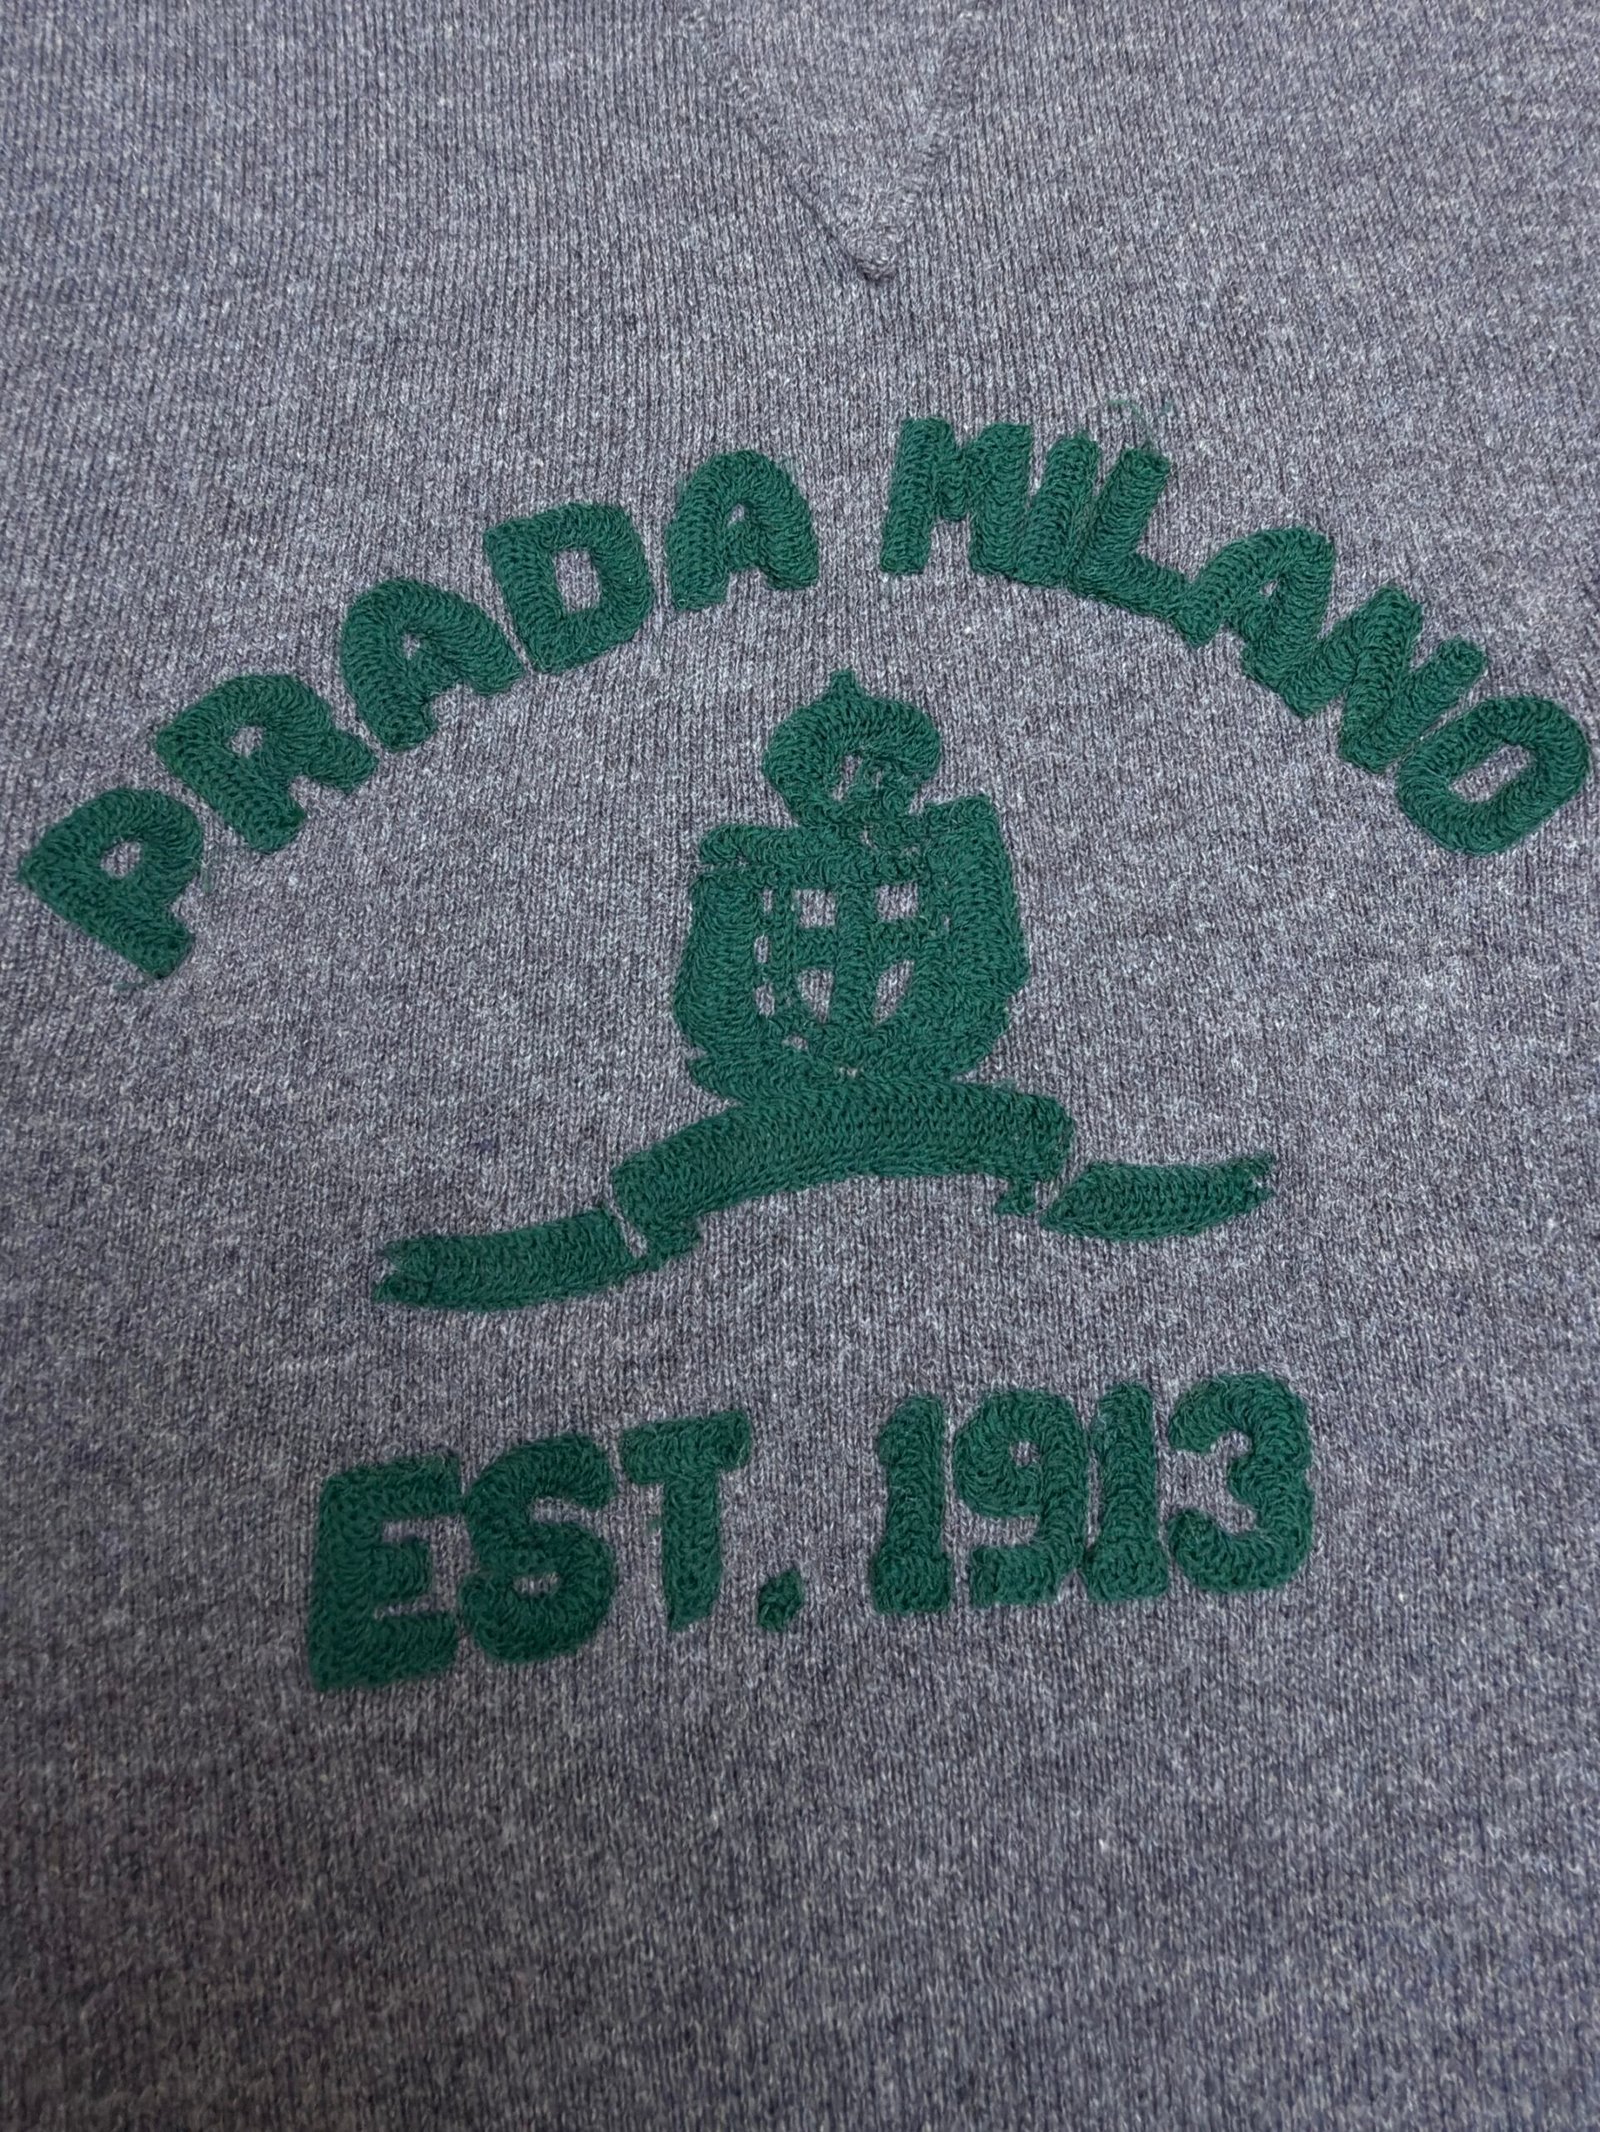 PRADA MILANO
EST. 1913